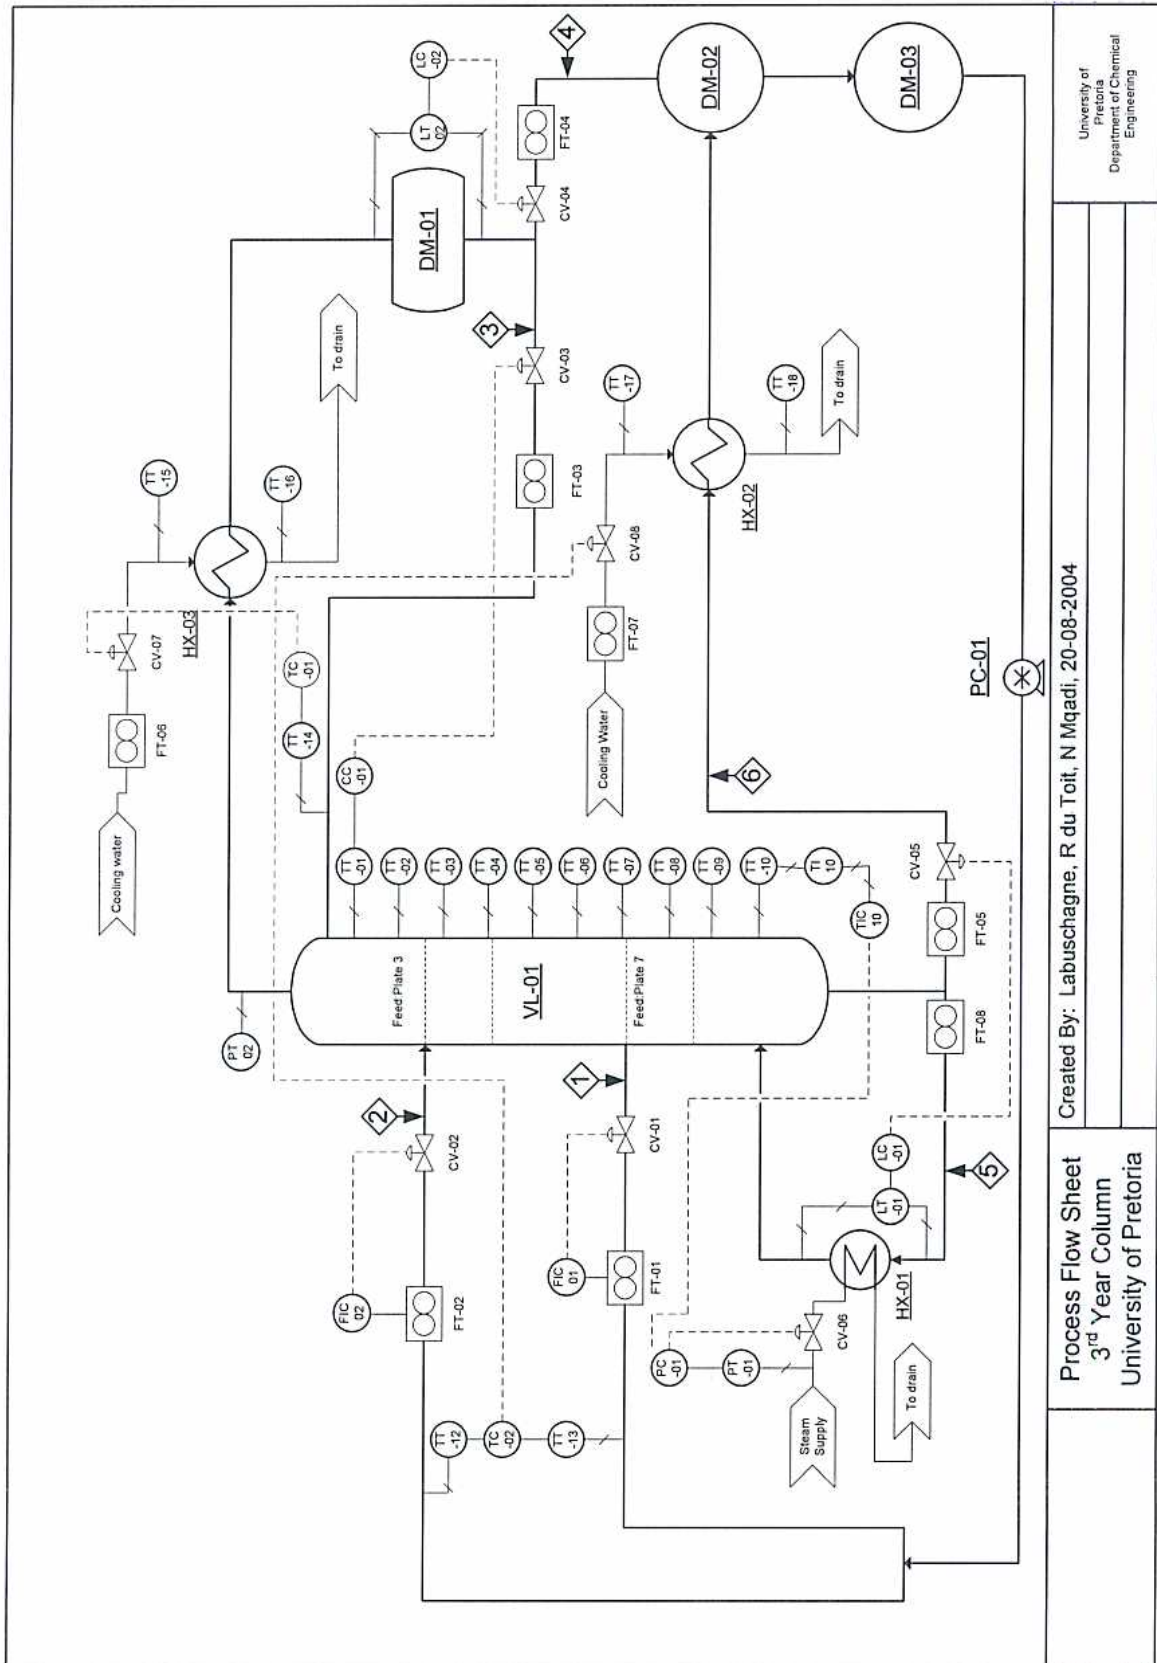 Cooling water
FT-06
CV-07
HX-03
TT
-15
TT
-16
To drain
TC
-01
TT
-14
CC
-01
PT
02
DM-01
LT
02
LC
-02
CV-04
FT-04
4
3
CV-03
FT-03
DM-02
DM-03
TT
-01
TT
-02
TT
-03
TT
-04
TT
-05
TT
-06
TT
-07
TT
-08
TT
-09
TT
-10
TI
10
TIC
10
Feed Plate 3
VL-01
Feed Plate 7
2
CV-02
FIC
02
FT-02
1
CV-01
FIC
01
FT-01
TT
-12
TC
-02
TT
-13
Cooling Water
FT-07
CV-08
TT
-17
HX-02
TT
-18
To drain
6
CV-05
FT-05
FT-08
5
LC
-01
LT
-01
HX-01
CV-06
PC
-01
PT
-01
Steam
Supply
To drain
PC-01
Process Flow Sheet
3rd Year Column
University of Pretoria
Created By: Labuschagne, R du Toit, N Mqadi, 20-08-2004
University of
Pretoria
Department of Chemical
Engineering